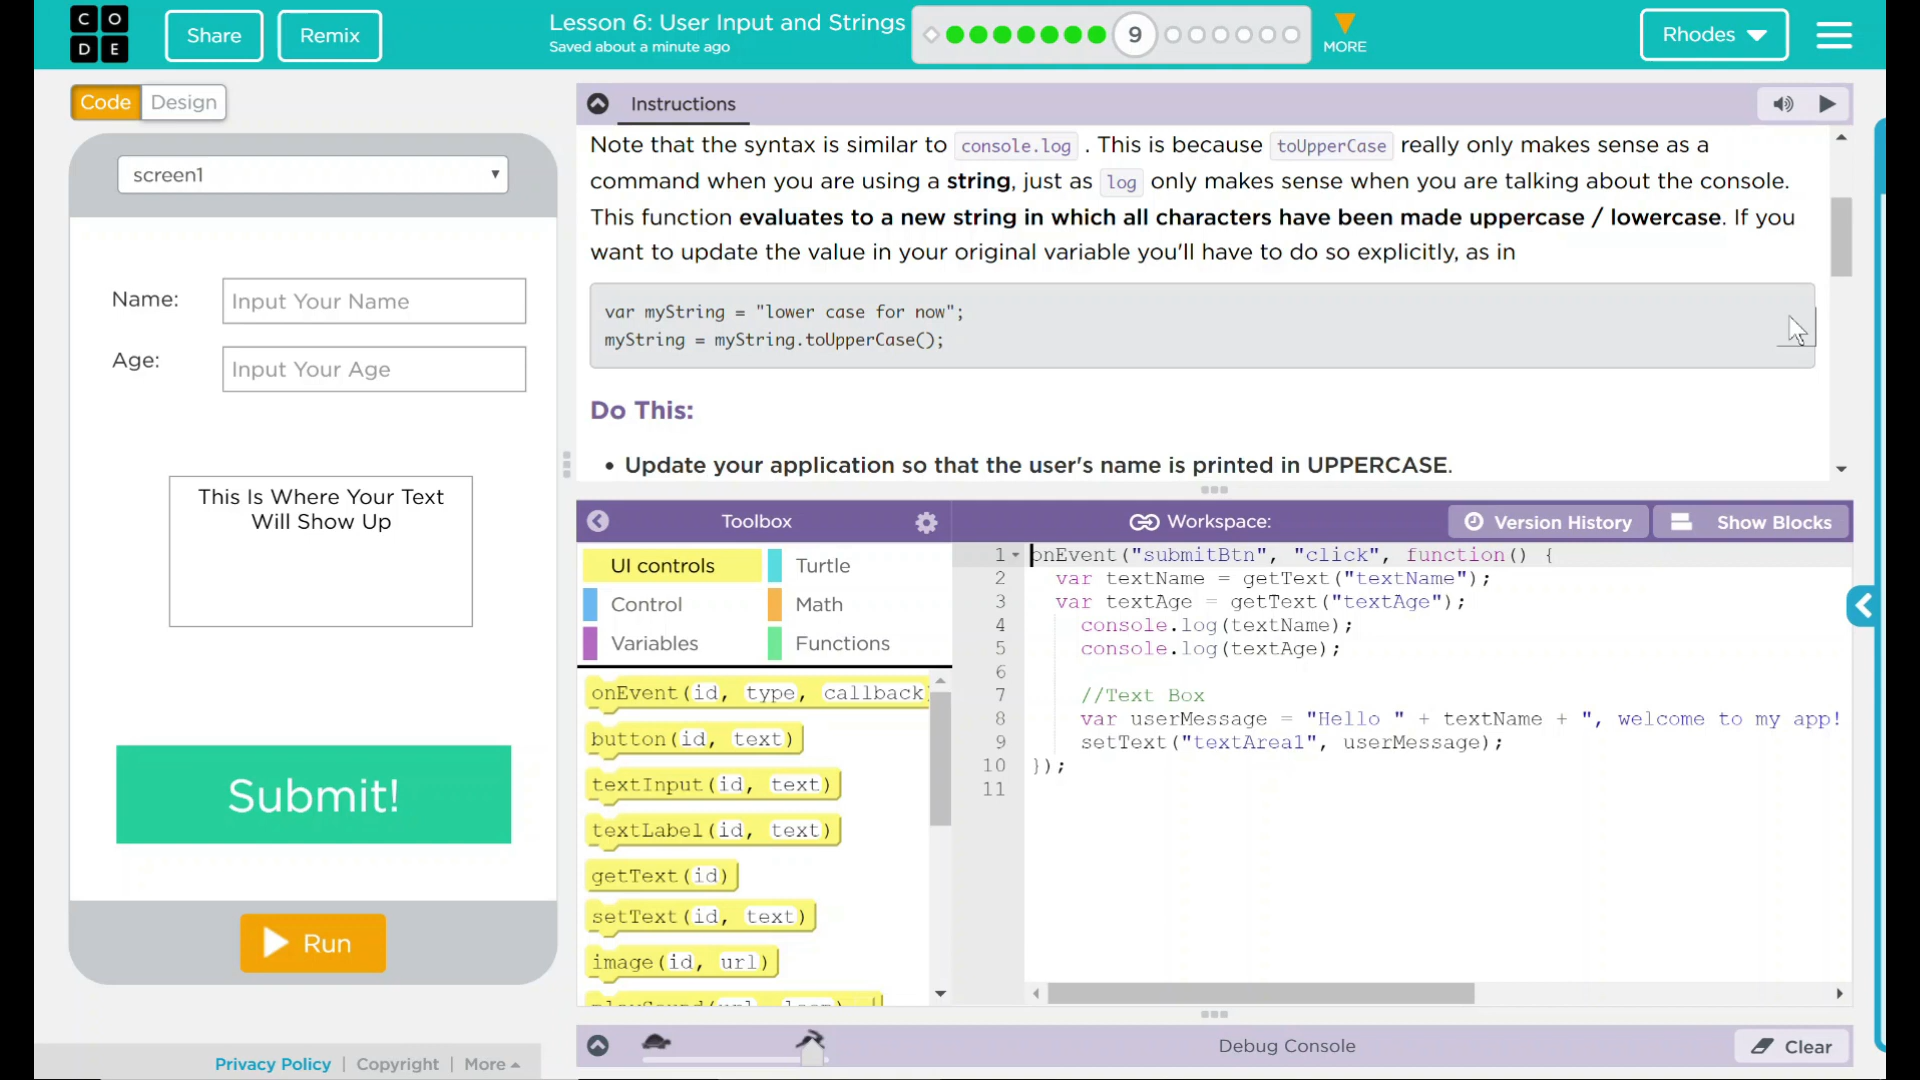 CODE
Share
Remix
Lesson 6: User Input and Strings
Saved about a minute ago
9
MORE
Rhodes
Code
Design
screen1
Name:
Input Your Name
Age:
Input Your Age
This Is Where Your Text
Will Show Up
Submit!
Run
Privacy Policy | Copyright | More
Instructions
Note that the syntax is similar to console.log . This is because toUpperCase really only makes sense as a
command when you are using a string, just as log only makes sense when you are talking about the console.
This function evaluates to a new string in which all characters have been made uppercase / lowercase. If you
want to update the value in your original variable you'll have to do so explicitly, as in
var myString = "lower case for now";
myString = myString.toUpperCase();
Do This:
• Update your application so that the user's name is printed in UPPERCASE.
Toolbox
UI controls
Turtle
Control
Math
Variables
Functions
onEvent(id, type, callback)
button(id, text)
textInput(id, text)
textLabel(id, text)
getText(id)
setText(id, text)
image(id, url)
Workspace:
Version History
Show Blocks
1 onEvent("submitBtn", "click", function() {
2 var textName = getText("textName");
3 var textAge = getText("textAge");
4 console.log(textName);
5 console.log(textAge);
6
7 //Text Box
8 var userMessage = "Hello " + textName + ", welcome to my app!
9 setText("textArea1", userMessage);
10 });
11
Debug Console
Clear